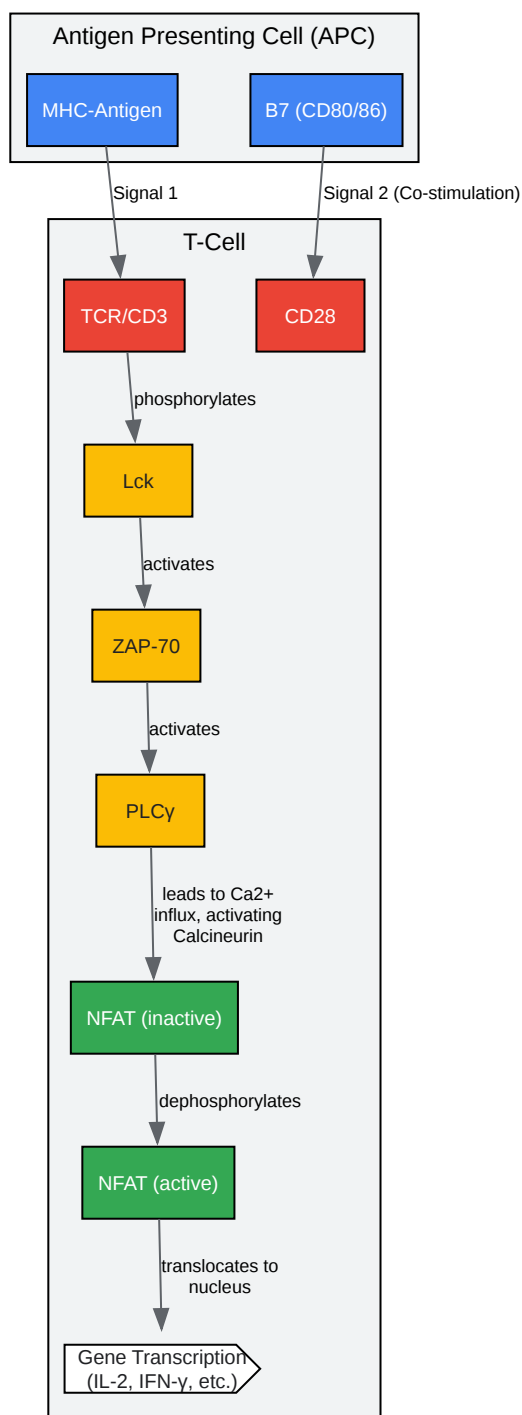 Antigen Presenting Cell (APC)
MHC-Antigen
B7 (CD80/86)
Signal 1
Signal 2 (Co-stimulation)
T-Cell
TCR/CD3
CD28
phosphorylates
Lck
activates
ZAP-70
activates
PLCγ
leads to Ca2+
influx, activating
Calcineurin
NFAT (inactive)
dephosphorylates
NFAT (active)
translocates to
nucleus
Gene Transcription
(IL-2, IFN-γ, etc.)